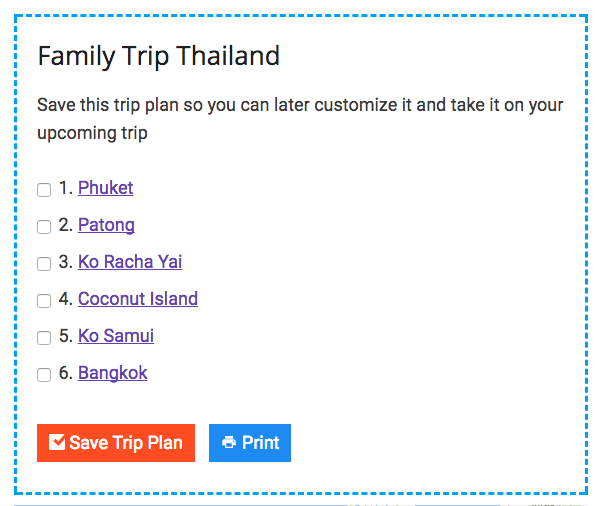 Family Trip Thailand
Save this trip plan so you can later customize it and take it on your
upcoming trip
1. Phuket
2. Patong
3. Ko Racha Yai
4. Coconut Island
5. Ko Samui
6. Bangkok
Save Trip Plan
Print